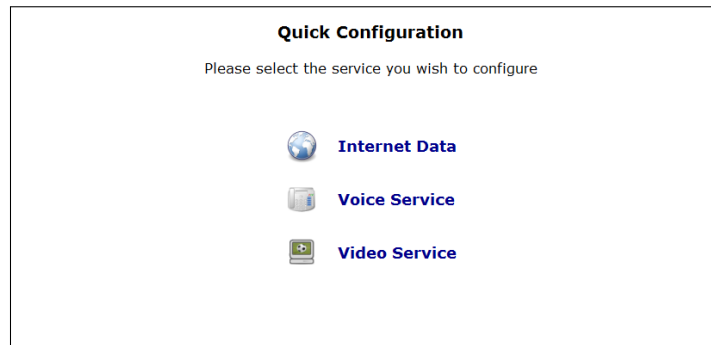 Quick Configuration
Please select the service you wish to configure
Internet Data
Voice Service
Video Service